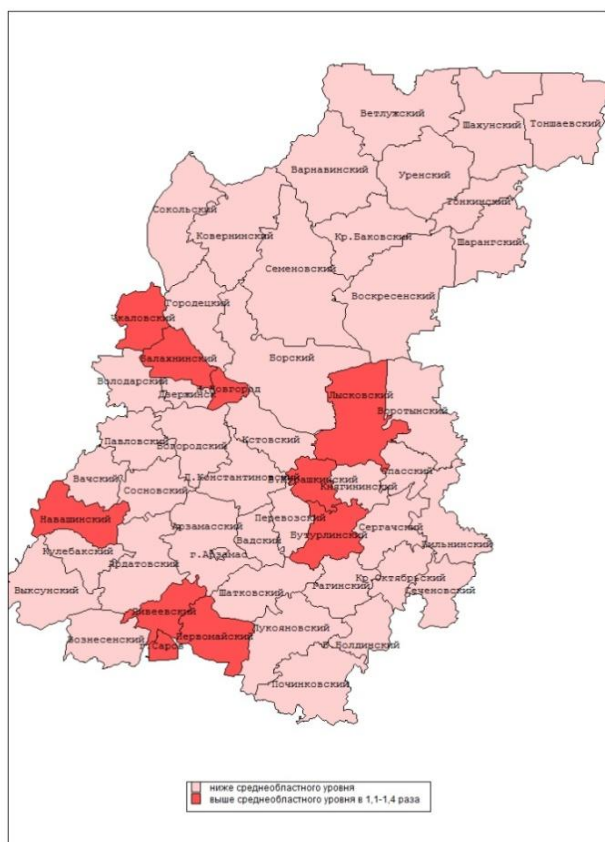 Ветлужский
Шахунский
Тоншаевский
Варнавинский
Уренский
Тонкинский
Сокольский
Ковернинский
Кр.Баковский
Шарангский
Семеновский
Воскресенский
Городецкий
Чкаловский
Балахнинский
Борский
Володарский
Дзержинск
Н.Новгород
Лысковский
Воротынский
Павловский
Богородский
Кстовский
Вачский
Сосновский
Д.Константиновский
В.Мурашкинский
Княгининский
Спасский
Навашинский
Арзамасский
Перевозский
Вадский
Бутурлинский
Сергачский
Пильнинский
Кулебакский
г.Арзамас
Ардатовский
Выксунский
Шатковский
Гагинский
Кр.Октябрьский
Сеченовский
Дивеевский
Первомайский
Лукояновский
Вознесенский
г.Саров
Б.Болдинский
Починковский
ниже среднеобластного уровня
выше среднеобластного уровня в 1,1-1,4 раза